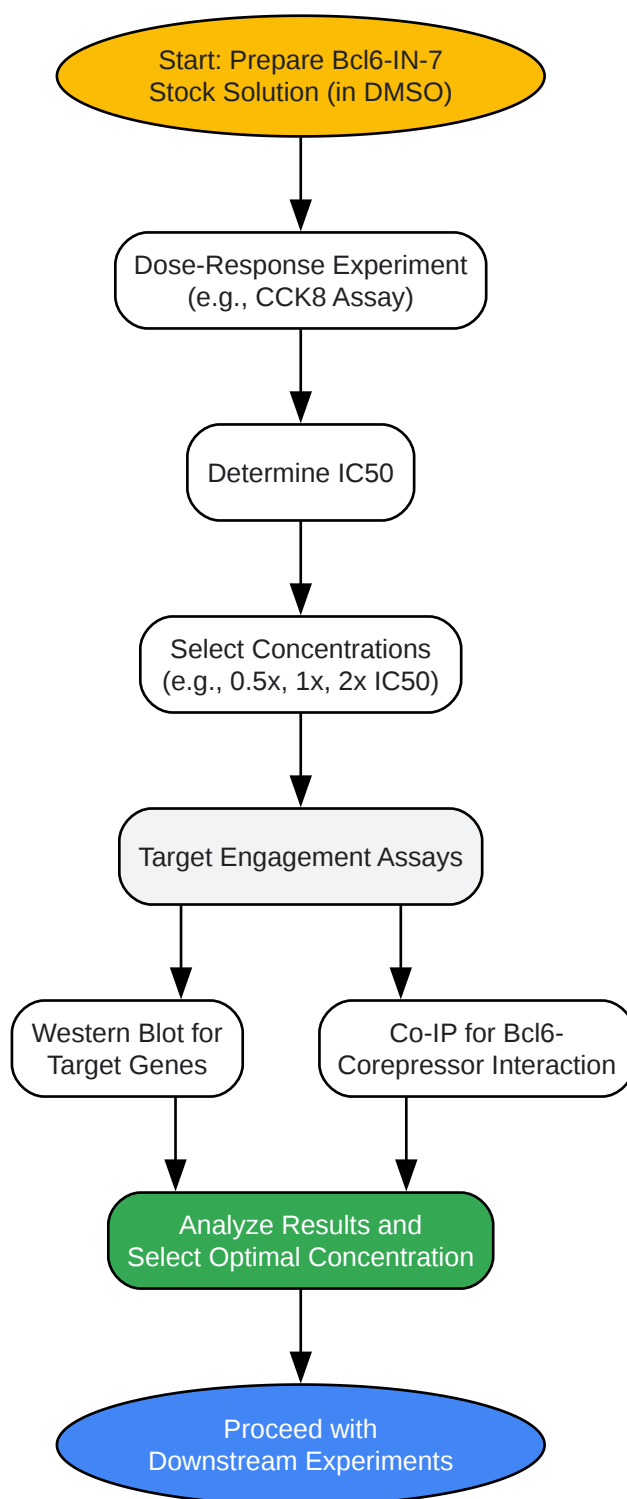 Start: Prepare Bcl6-IN-7
Stock Solution (in DMSO)
Dose-Response Experiment
(e.g., CCK8 Assay)
Determine IC50
Select Concentrations
(e.g., 0.5x, 1x, 2x IC50)
Target Engagement Assays
Western Blot for
Target Genes
Co-IP for Bcl6-
Corepressor Interaction
Analyze Results and
Select Optimal Concentration
Proceed with
Downstream Experiments